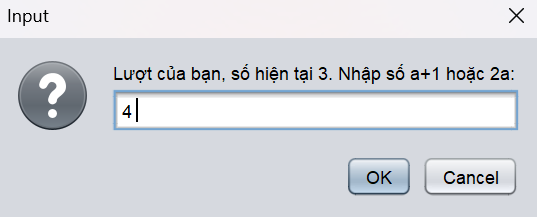 Input
Lượt của bạn, số hiện tại 3. Nhập số a+1 hoặc 2a:
4
OK
Cancel